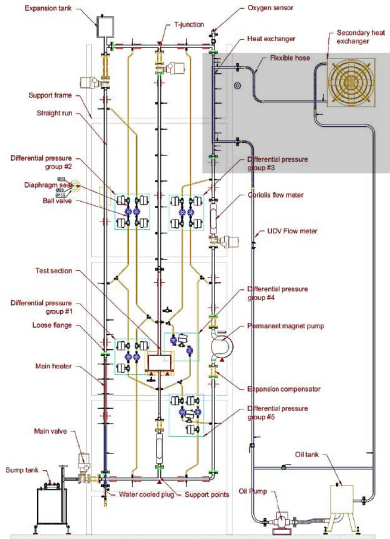 Expansion tank
Oxygen sensor
T-junction
Secondary heat
exchanger
Heat exchanger
Flexible hose
Support frame
Straight run
Differential pressure
group #2
Differential pressure
group #3
Diaphragm seal
Ball valve
Coriolis flow meter
UDV Flow meter
Test section
Differential pressure
group #4
Differential pressure
group #1
Loose flange
Permanent magnet pump
Main heater
Expansion compensator
Differential pressure
group #5
Main valve
Oil tank
Sump tank
Oil Pump
Water cooled plug
Support points